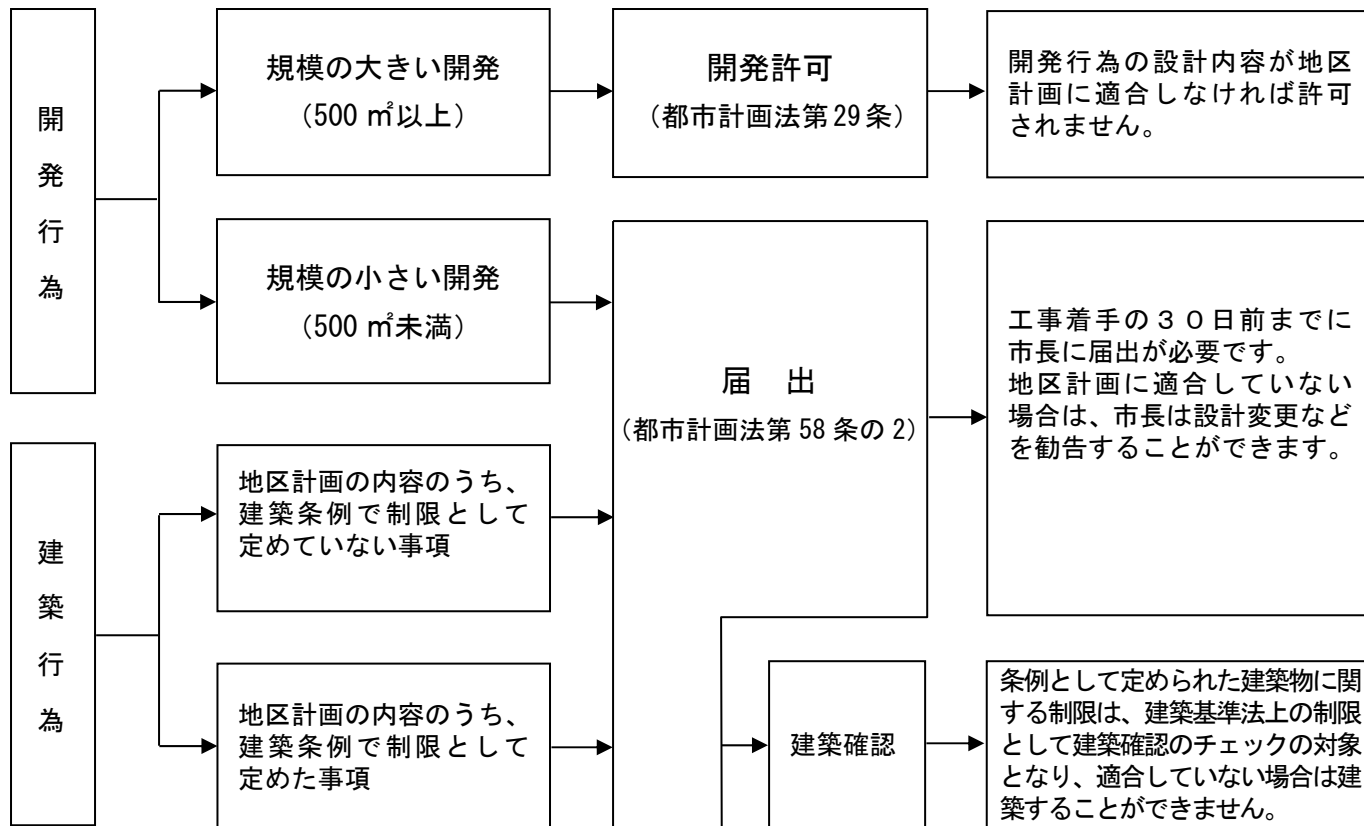 開発行為
規模の大きい開発
（500 ㎡以上）
開発許可
（都市計画法第29条）
開発行為の設計内容が地区
計画に適合しなければ許可
されません。
規模の小さい開発
（500 ㎡未満）
届　出
（都市計画法第 58 条の 2）
工事着手の３０日前までに
市長に届出が必要です。
地区計画に適合していない
場合は、市長は設計変更など
を勧告することができます。
建築行為
地区計画の内容のうち、
建築条例で制限として
定めていない事項
地区計画の内容のうち、
建築条例で制限として
定めた事項
建築確認
条例として定められた建築物に関
する制限は、建築基準法上の制限
として建築確認のチェックの対象
となり、適合していない場合は建
築することができません。